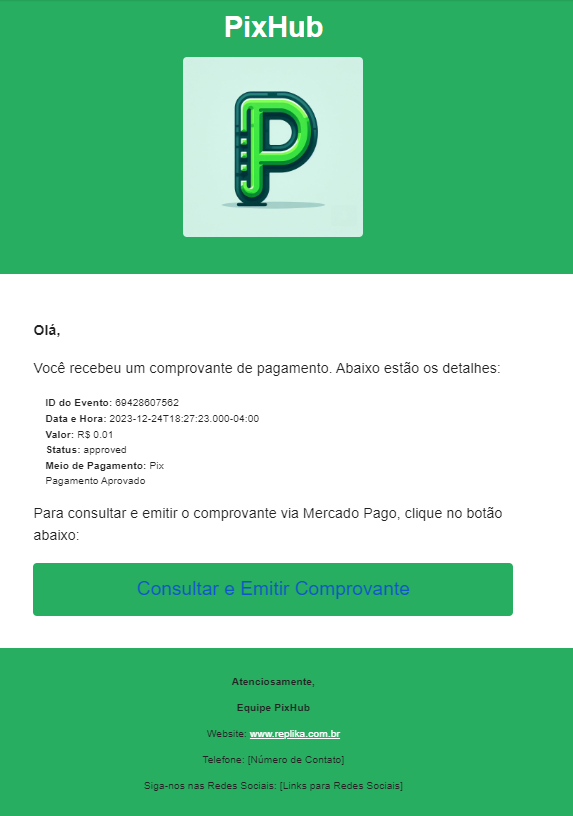 PixHub
P
Olá,
Você recebeu um comprovante de pagamento. Abaixo estão os detalhes:
ID do Evento: 69428607562
Data e Hora: 2023-12-24T18:27:23.000-04:00
Valor: R$ 0.01
Status: approved
Meio de Pagamento: Pix
Pagamento Aprovado
Para consultar e emitir o comprovante via Mercado Pago, clique no botão
abaixo:
Consultar e Emitir Comprovante
Atenciosamente,
Equipe PixHub
Website: www.replika.com.br
Telefone: [Número de Contato]
Siga-nos nas Redes Sociais: [Links para Redes Sociais]